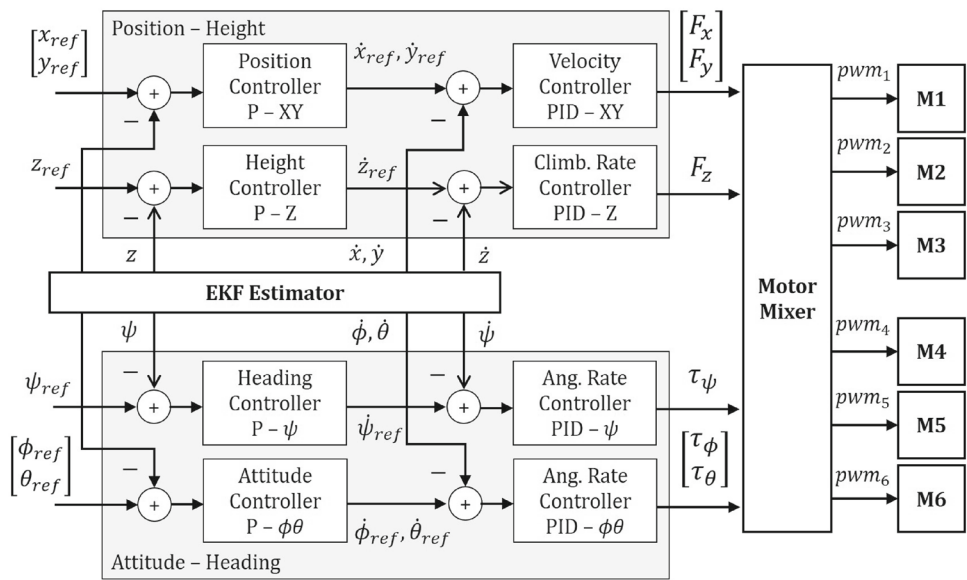 Position – Height
[x_ref
y_ref]
+
−
Position
Controller
P – XY
ẋ_ref, ẏ_ref
+
−
Velocity
Controller
PID – XY
[F_x
F_y]
z_ref
+
−
Height
Controller
P – Z
ż_ref
+
−
Climb. Rate
Controller
PID – Z
F_z
z
ẋ, ẏ
ż
EKF Estimator
ψ
ϕ̇, θ̇
ψ̇
ψ_ref
−
+
Heading
Controller
P – ψ
ψ̇_ref
−
+
Ang. Rate
Controller
PID – ψ
τ_ψ
[ϕ_ref
θ_ref]
−
+
Attitude
Controller
P – ϕθ
ϕ̇_ref, θ̇_ref
−
+
Ang. Rate
Controller
PID – ϕθ
[τ_ϕ
τ_θ]
Attitude – Heading
Motor
Mixer
pwm_1
M1
pwm_2
M2
pwm_3
M3
pwm_4
M4
pwm_5
M5
pwm_6
M6